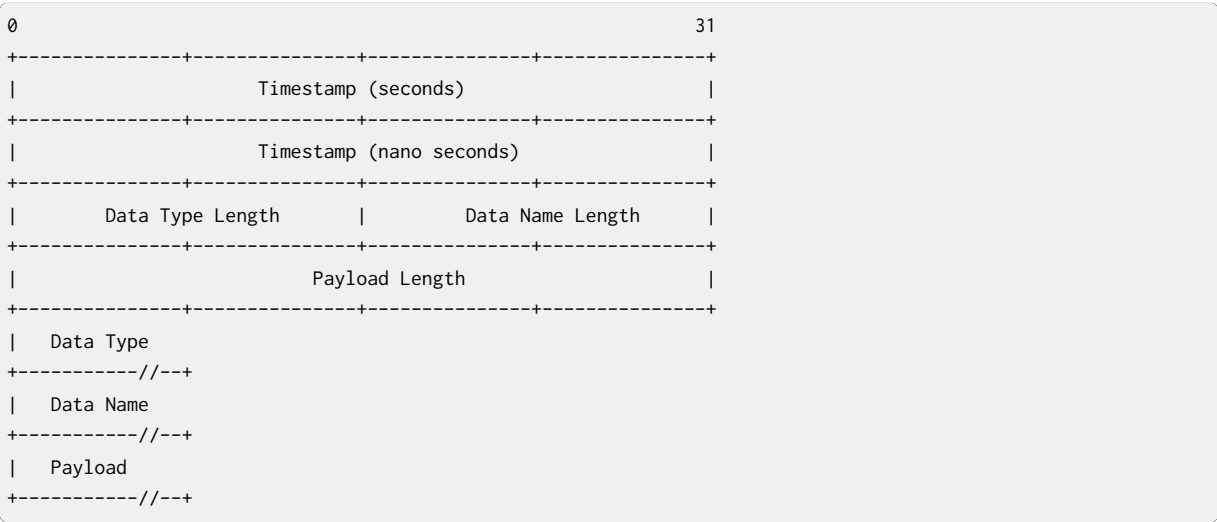 0                                                                          31
+---------------+---------------+---------------+---------------+
|                      Timestamp (seconds)                      |
+---------------+---------------+---------------+---------------+
|                      Timestamp (nano seconds)                 |
+---------------+---------------+---------------+---------------+
|        Data Type Length       |         Data Name Length      |
+---------------+---------------+---------------+---------------+
|                           Payload Length                      |
+---------------+---------------+---------------+---------------+
|   Data Type
+-----------//--+
|   Data Name
+-----------//--+
|   Payload
+-----------//--+